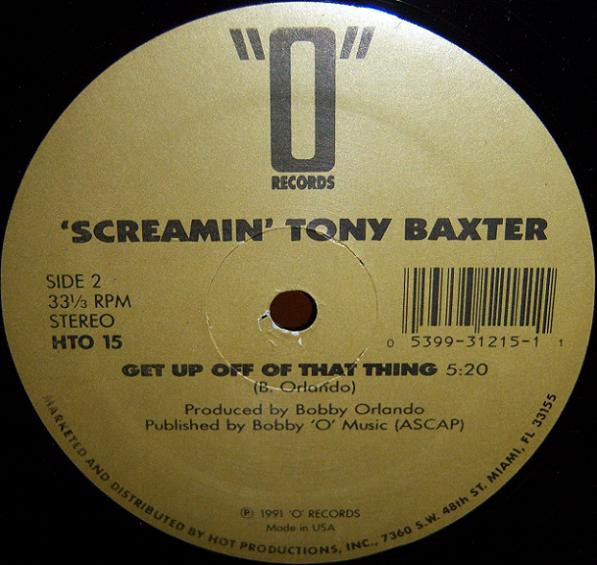 "O"
RECORDS
'SCREAMIN' TONY BAXTER
SIDE 2
33⅓ RPM
STEREO
HTO 15
0 5399-31215-1 1
GET UP OFF OF THAT THING 5:20
(B. Orlando)
Produced by Bobby Orlando
Published by Bobby 'O' Music (ASCAP)
℗ 1991 'O' RECORDS
Made in USA
MARKETED AND DISTRIBUTED BY HOT PRODUCTIONS, INC., 7360 S.W. 48th ST, MIAMI, FL 33155